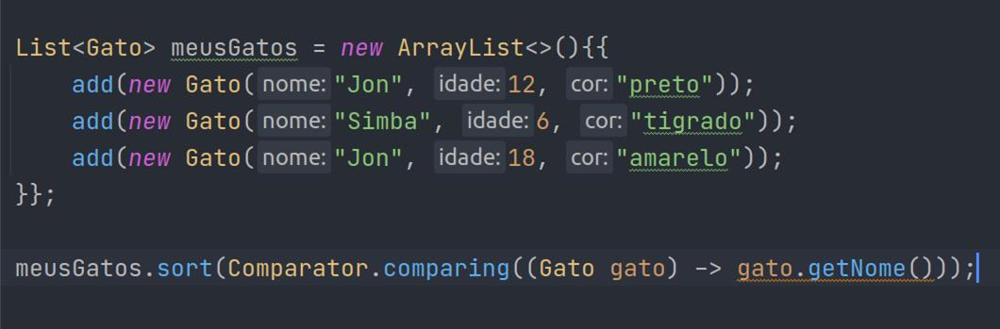 List<Gato> meusGatos = new ArrayList<>(){{
add(new Gato( nome: "Jon", idade: 12, cor: "preto"));
add(new Gato( nome: "Simba", idade: 6, cor: "tigrado"));
add(new Gato( nome: "Jon", idade: 18, cor: "amarelo"));
}};
meusGatos.sort(Comparator.comparing((Gato gato) -> gato.getNome()));